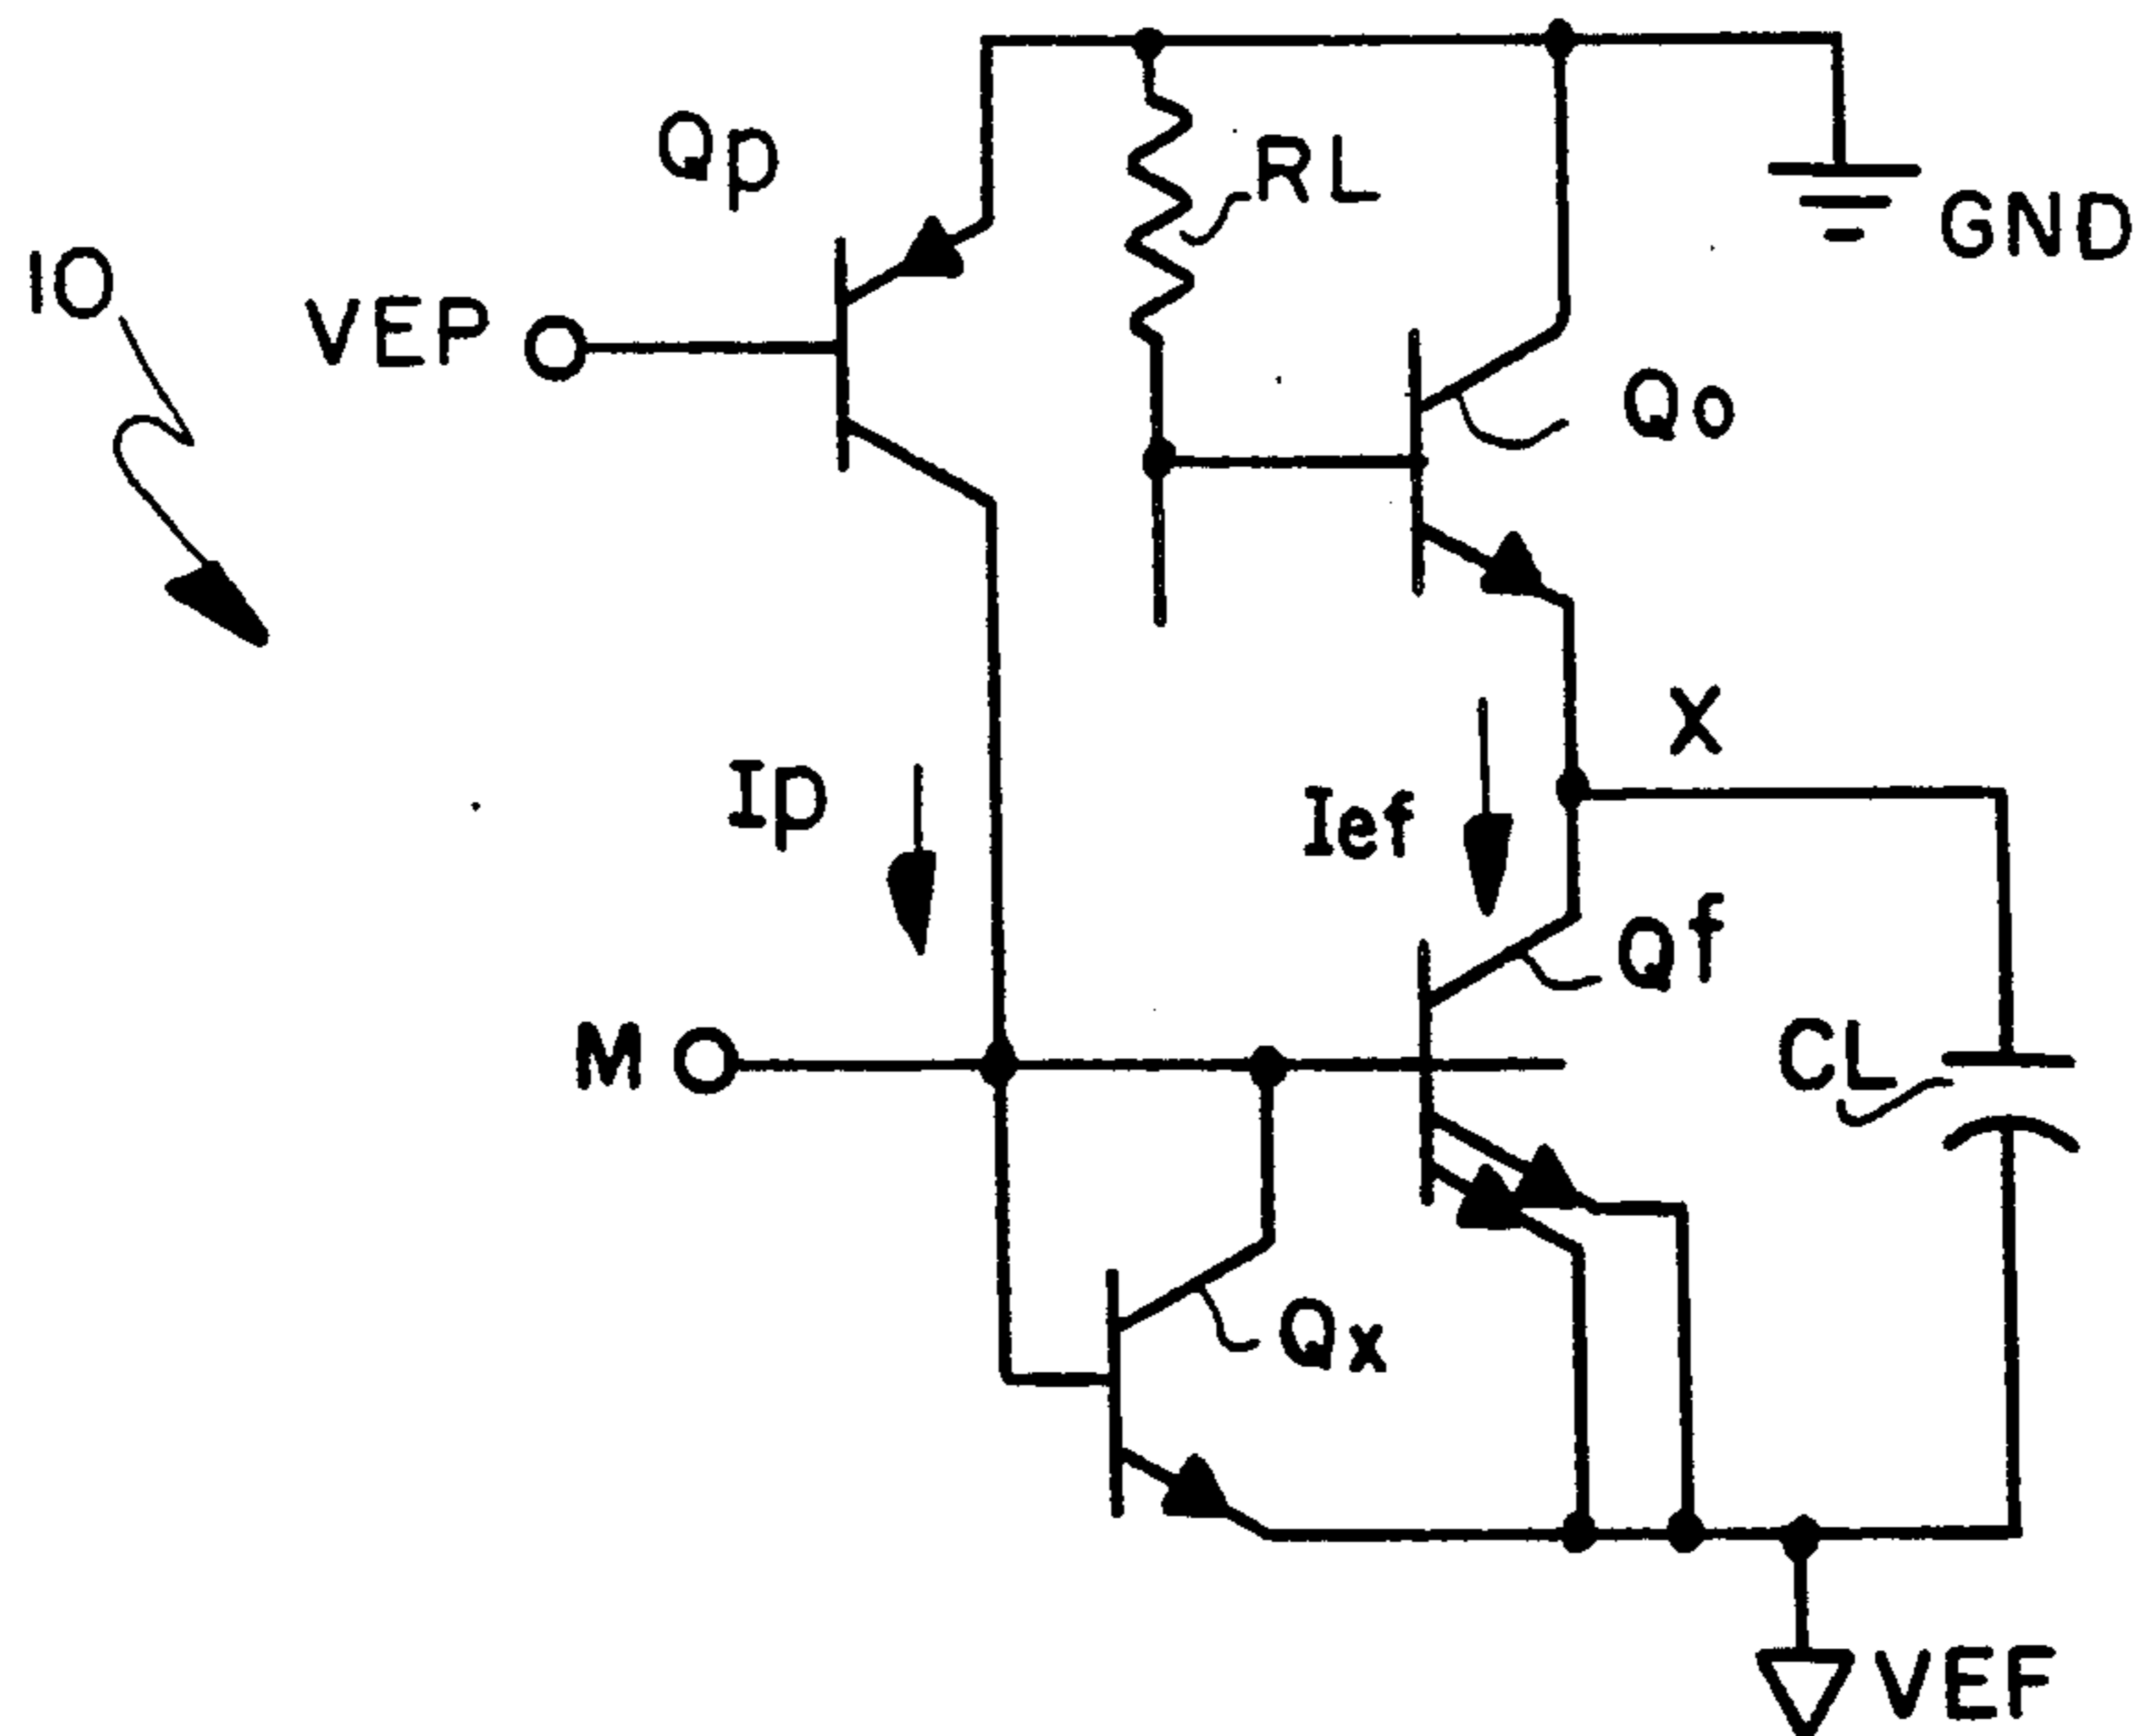 Qp
RL
GND
IO
VEP
Qo
X
Ip
Ief
Qf
M
CL
Qx
VEF